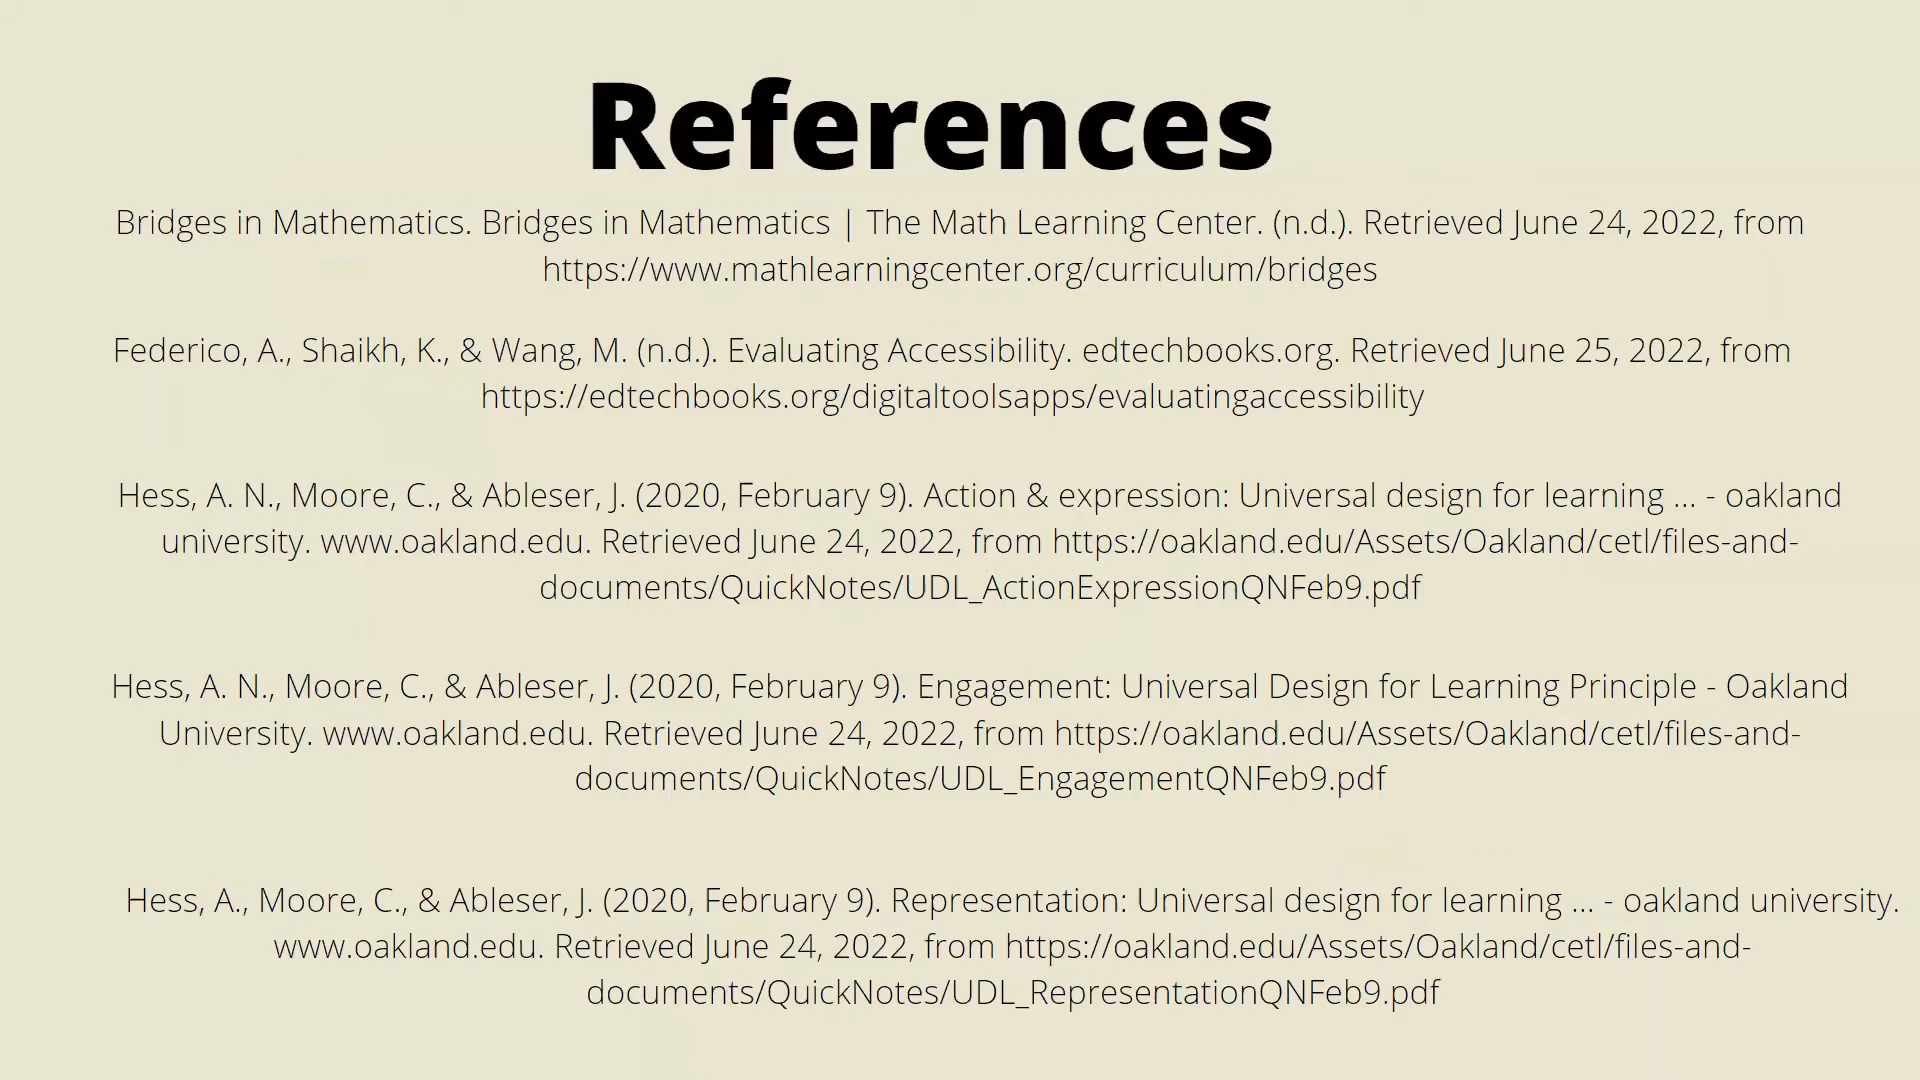 References
Bridges in Mathematics. Bridges in Mathematics | The Math Learning Center. (n.d.). Retrieved June 24, 2022, from
https://www.mathlearningcenter.org/curriculum/bridges
Federico, A., Shaikh, K., & Wang, M. (n.d.). Evaluating Accessibility. edtechbooks.org. Retrieved June 25, 2022, from
https://edtechbooks.org/digitaltoolsapps/evaluatingaccessibility
Hess, A. N., Moore, C., & Ableser, J. (2020, February 9). Action & expression: Universal design for learning ... - oakland
university. www.oakland.edu. Retrieved June 24, 2022, from https://oakland.edu/Assets/Oakland/cetl/files-and-
documents/QuickNotes/UDL_ActionExpressionQNFeb9.pdf
Hess, A. N., Moore, C., & Ableser, J. (2020, February 9). Engagement: Universal Design for Learning Principle - Oakland
University. www.oakland.edu. Retrieved June 24, 2022, from https://oakland.edu/Assets/Oakland/cetl/files-and-
documents/QuickNotes/UDL_EngagementQNFeb9.pdf
Hess, A., Moore, C., & Ableser, J. (2020, February 9). Representation: Universal design for learning ... - oakland university.
www.oakland.edu. Retrieved June 24, 2022, from https://oakland.edu/Assets/Oakland/cetl/files-and-
documents/QuickNotes/UDL_RepresentationQNFeb9.pdf